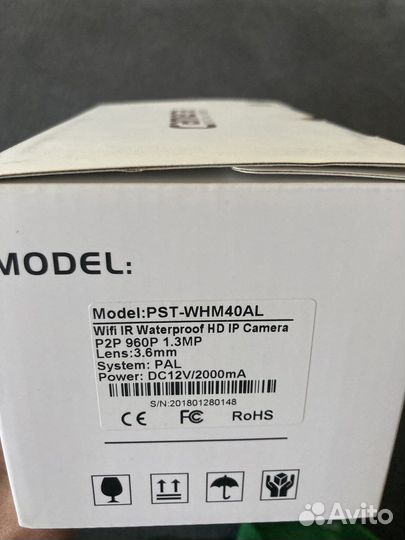 MODEL:
Model:PST-WHM40AL
Wifi IR Waterproof HD IP Camera
P2P 960P 1.3MP
Lens:3.6mm
System: PAL
Power: DC12V/2000mA
S/N:201801280148
CE FC RoHS
Avito